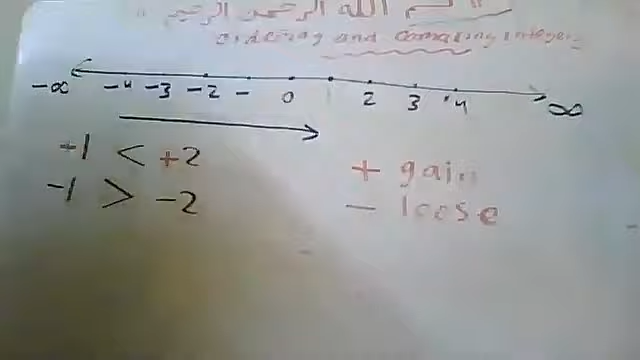 بسم الله الرحمن الرحيم
Ordering and Comparing integers
-∞ -4 -3 -2 - 0 2 3 4 ∞
+1 < +2
-1 > -2
+ gain
- loose